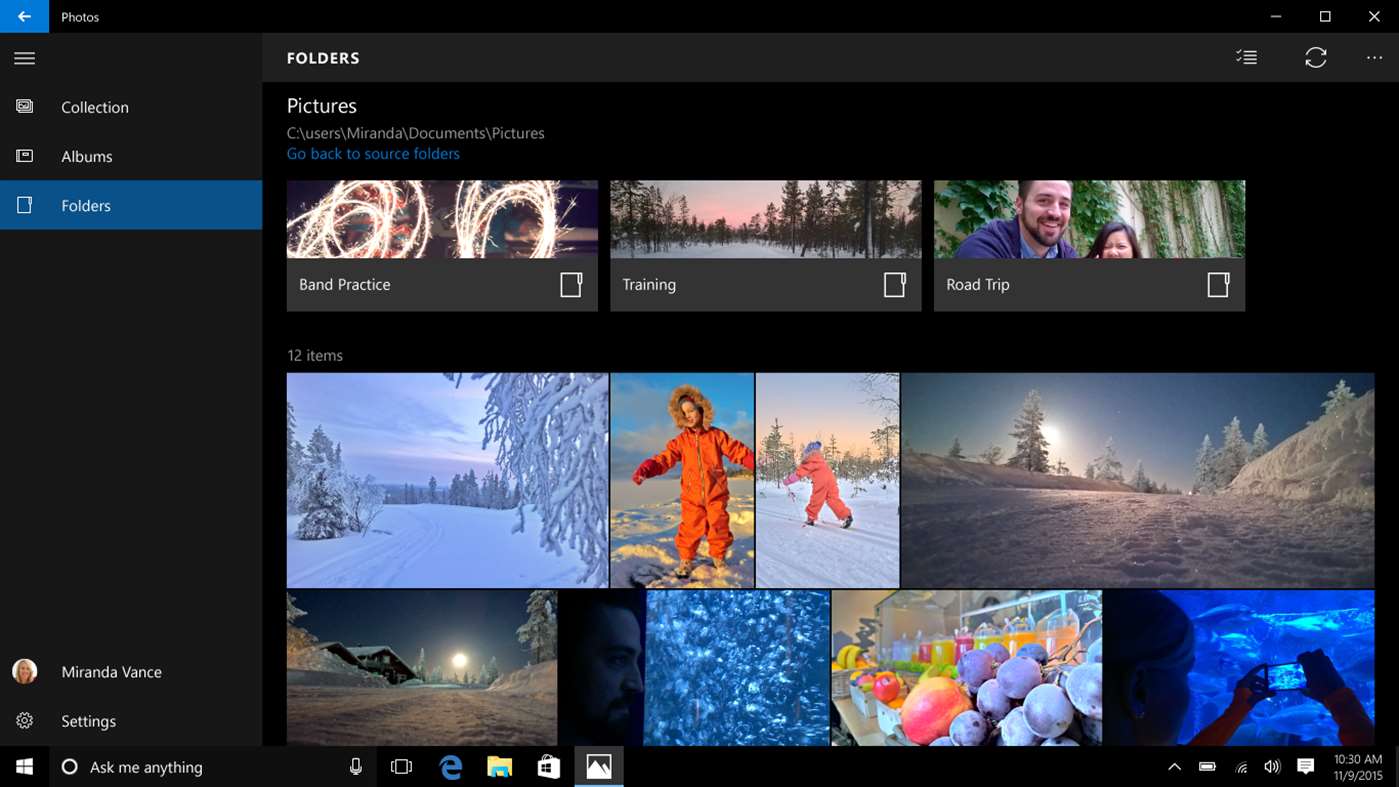 Photos
FOLDERS
Collection
Albums
Folders
Pictures
C:\users\Miranda\Documents\Pictures
Go back to source folders
Band Practice
Training
Road Trip
12 items
Miranda Vance
Settings
Ask me anything
10:30 AM
11/9/2015